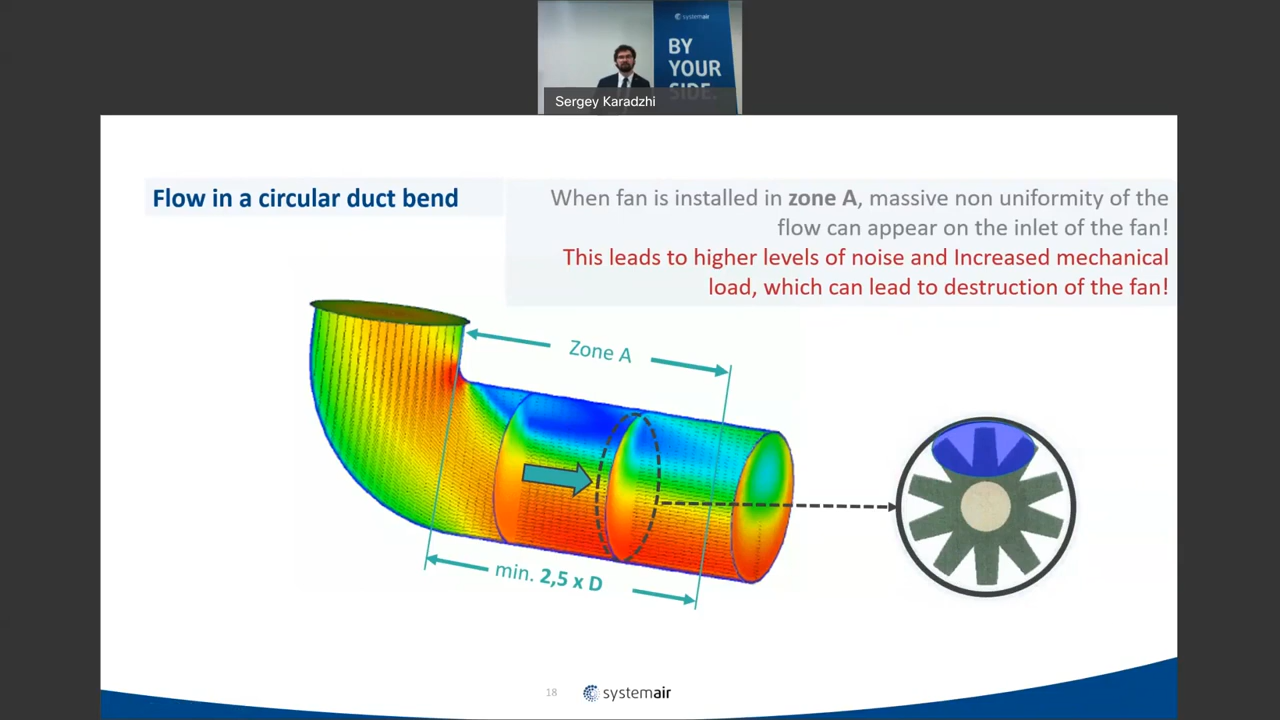 systemair
BY
YOUR
SIDE.
Sergey Karadzhi
Flow in a circular duct bend
When fan is installed in zone A, massive non uniformity of the
flow can appear on the inlet of the fan!
This leads to higher levels of noise and Increased mechanical
load, which can lead to destruction of the fan!
Zone A
min. 2,5 x D
18
systemair